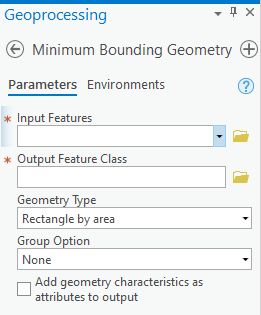 Geoprocessing
Minimum Bounding Geometry
Parameters Environments
* Input Features
* Output Feature Class
Geometry Type
Rectangle by area
Group Option
None
Add geometry characteristics as
attributes to output